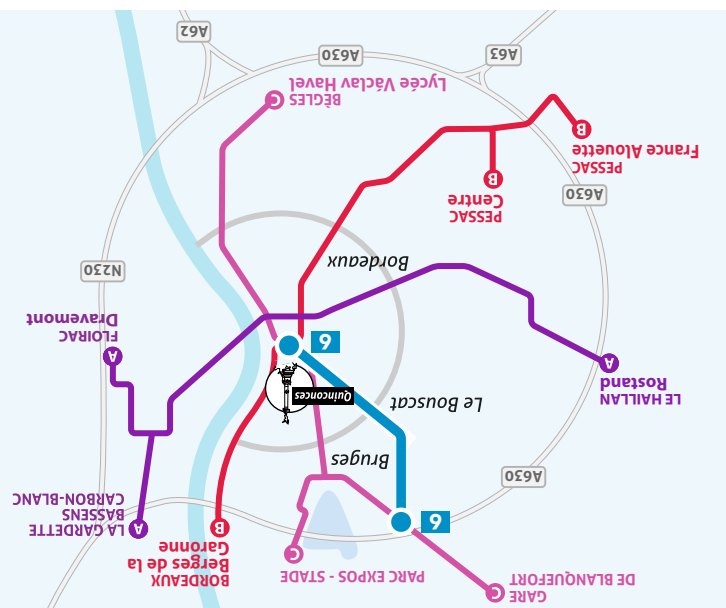 GARE
DE BLANQUEFORT
C
PARC EXPOS - STADE
C
BORDEAUX
Berges de la
Garonne
B
LA GARDETTE
BASSENS
CARBON-BLANC
A
6
A630
Bruges
Le Bouscat
Quinconces
LE HAILLAN
Rostand
A
6
FLOIRAC
Dravemont
A
N230
Bordeaux
A630
PESSAC
Centre
B
PESSAC
France Alouette
B
BÈGLES
Lycée Václav Havel
C
A63
A630
A62